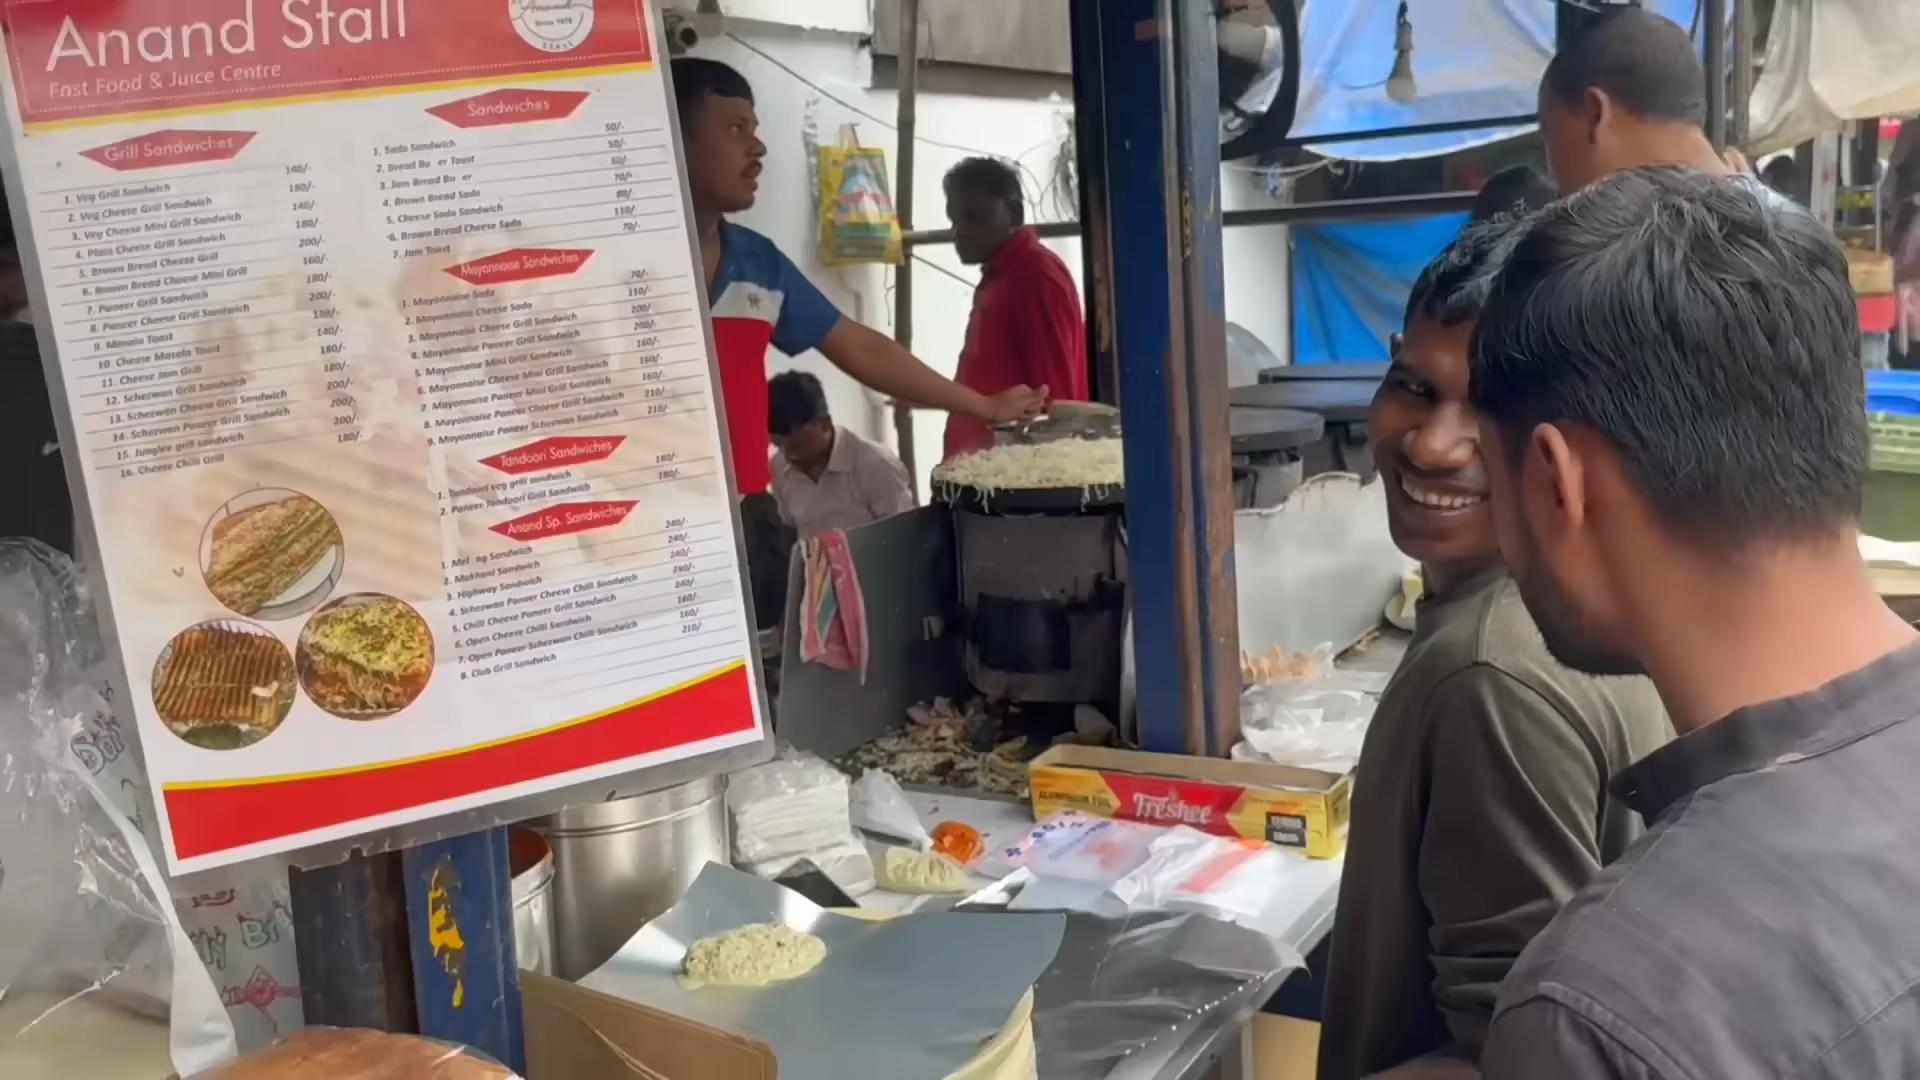 Anand Stall
Since 1978
STALL
Fast Food & Juice Centre
Grill Sandwiches
1. Veg Grill Sandwich 140/-
2. Veg Cheese Grill Sandwich 180/-
3. Veg Cheese Mini Grill Sandwich 140/-
4. Plain Cheese Grill Sandwich 180/-
5. Brown Bread Cheese Grill 200/-
6. Brown Bread Cheese Mini Grill 160/-
7. Paneer Grill Sandwich 180/-
8. Paneer Cheese Grill Sandwich 200/-
9. Masala Toast
10. Cheese Masala Toast 140/-
11. Cheese Jam Grill 180/-
12. Schezwan Grill Sandwich 180/-
13. Schezwan Cheese Grill Sandwich 200/-
14. Schezwan Paneer Grill Sandwich 200/-
15. Junglee grill sandwich 200/-
16. Cheese Chilli Grill 180/-
Sandwiches
1. Sada Sandwich 50/-
2. Bread Bu er Toast 50/-
3. Jam Bread Bu er 60/-
4. Brown Bread Sada 70/-
5. Cheese Sada Sandwich 80/-
6. Brown Bread Cheese Sada 110/-
7. Jam Toast 70/-
Mayonnaise Sandwiches
1. Mayonnaise Sada 70/-
2. Mayonnaise Cheese Sada 110/-
3. Mayonnaise Cheese Grill Sandwich 200/-
4. Mayonnaise Paneer Grill Sandwich 200/-
5 Mayonnaise Mini Grill Sandwich 160/-
6. Mayonnaise Cheese Mini Grill Sandwich 160/-
7 Mayonnaise Paneer Mini Grill Sandwich 160/-
8. Mayonnaise Paneer Cheese Grill Sandwich 210/-
9. Mayonnaise Paneer Schezwan Sandwich 210/-
Tandoori Sandwiches
1. Tandoori veg grill sandwich 180/-
2. Paneer Tandoori Grill Sandwich 180/-
Anand Sp. Sandwiches
1. Mel ng Sandwich 240/-
2. Makhani Sandwich 240/-
3. Highway Sandwich 240/-
4. Schezwan Paneer Cheese Chilli Sandwich
5. Chilli Cheese Paneer Grill Sandwich 240/-
6. Open Cheese Chilli Sandwich 160/-
7. Open Paneer Schezwan Chilli Sandwich 160/-
8. Club Grill Sandwich 210/-
ALUMINIUM FOIL
Freshee